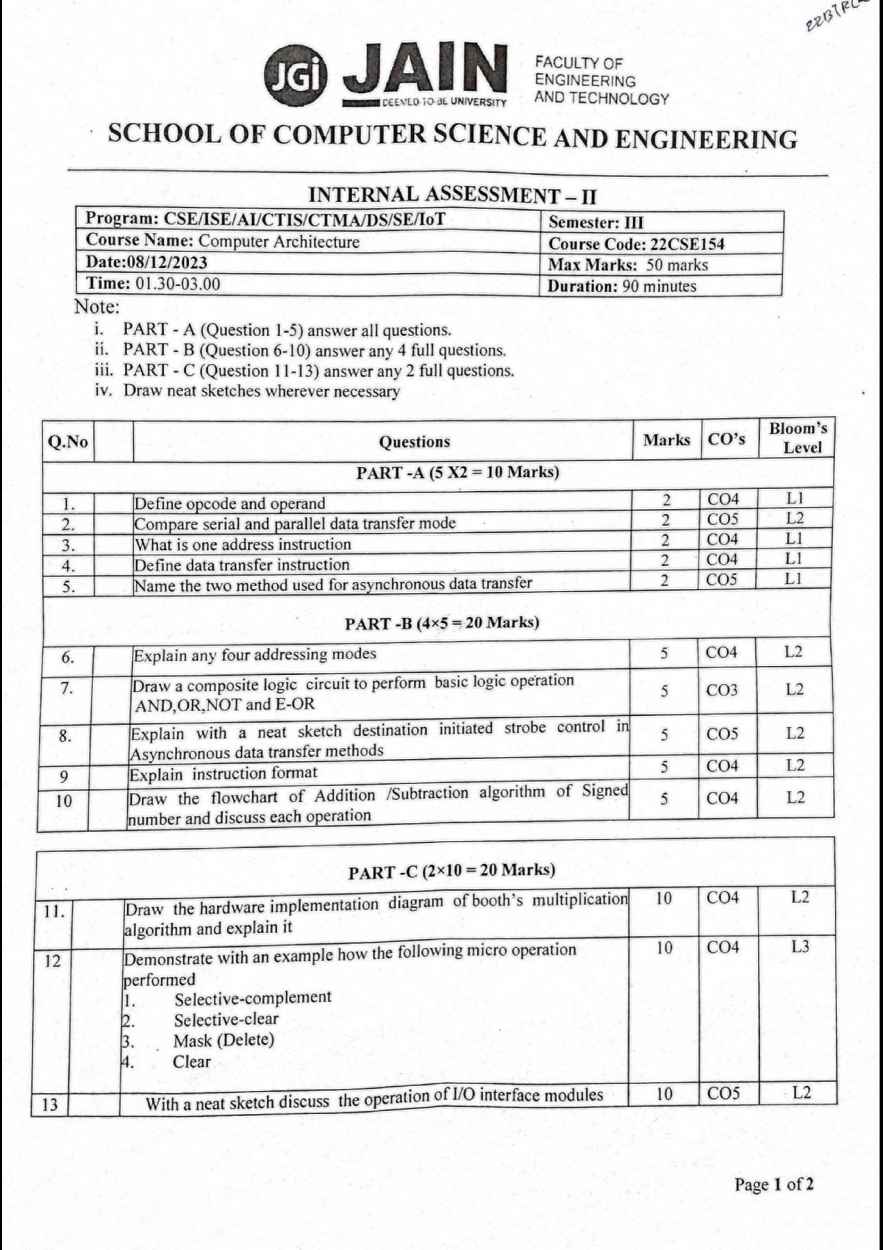 JGi JAIN
DEEMED-TO-BE UNIVERSITY
FACULTY OF
ENGINEERING
AND TECHNOLOGY
SCHOOL OF COMPUTER SCIENCE AND ENGINEERING
INTERNAL ASSESSMENT – II
Program: CSE/ISE/AI/CTIS/CTMA/DS/SE/IoT Semester: III
Course Name: Computer Architecture Course Code: 22CSE154
Date:08/12/2023 Max Marks: 50 marks
Time: 01.30-03.00 Duration: 90 minutes
Note:
i. PART - A (Question 1-5) answer all questions.
ii. PART - B (Question 6-10) answer any 4 full questions.
iii. PART - C (Question 11-13) answer any 2 full questions.
iv. Draw neat sketches wherever necessary
Q.No Questions Marks CO's Bloom's
Level
PART -A (5 X2 = 10 Marks)
1. Define opcode and operand 2 CO4 L1
2. Compare serial and parallel data transfer mode 2 CO5 L2
3. What is one address instruction 2 CO4 L1
4. Define data transfer instruction 2 CO4 L1
5. Name the two method used for asynchronous data transfer 2 CO5 L1
PART -B (4×5 = 20 Marks)
6. Explain any four addressing modes 5 CO4 L2
7. Draw a composite logic circuit to perform basic logic operation 5 CO3 L2
AND,OR,NOT and E-OR
8. Explain with a neat sketch destination initiated strobe control in 5 CO5 L2
Asynchronous data transfer methods
9 Explain instruction format 5 CO4 L2
10 Draw the flowchart of Addition /Subtraction algorithm of Signed 5 CO4 L2
number and discuss each operation
PART -C (2×10 = 20 Marks)
11. Draw the hardware implementation diagram of booth's multiplication 10 CO4 L2
algorithm and explain it
12 Demonstrate with an example how the following micro operation 10 CO4 L3
performed
1. Selective-complement
2. Selective-clear
3. Mask (Delete)
4. Clear
13 With a neat sketch discuss the operation of I/O interface modules 10 CO5 L2
Page 1 of 2